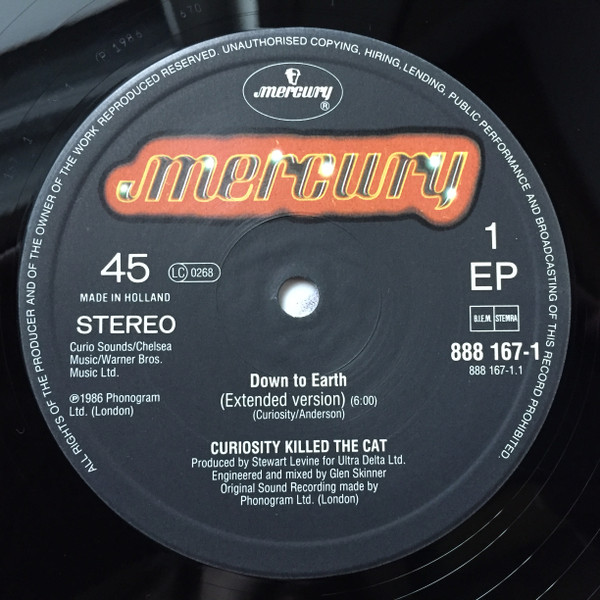 ALL RIGHTS OF THE PRODUCER AND OF THE OWNER OF THE WORK REPRODUCED RESERVED. UNAUTHORISED COPYING, HIRING, LENDING, PUBLIC PERFORMANCE AND BROADCASTING OF THIS RECORD PROHIBITED.
mercury
®
mercury
45
LC 0268
MADE IN HOLLAND
STEREO
Curio Sounds/Chelsea
Music/Warner Bros.
Music Ltd.
℗1986 Phonogram
Ltd. (London)
1
EP
B.I.E.M. STEMRA
888 167-1
888 167-1.1
Down to Earth
(Extended version) (6:00)
(Curiosity/Anderson)
CURIOSITY KILLED THE CAT
Produced by Stewart Levine for Ultra Delta Ltd.
Engineered and mixed by Glen Skinner
Original Sound Recording made by
Phonogram Ltd. (London)